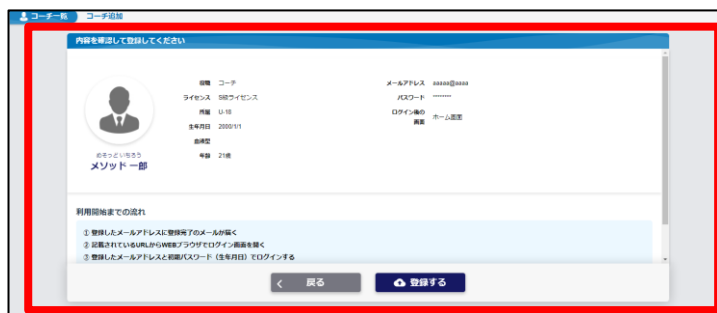 コーチ一覧 コーチ追加
内容を確認して登録してください
役職 コーチ
ライセンス S級ライセンス
所属 U-18
生年月日 2000/1/1
血液型
年齢 21歳
めそっどいちろう
メソッド 一郎
メールアドレス aaaaa@aaaa
パスワード ********
ログイン後の
画面 ホーム画面
利用開始までの流れ
① 登録したメールアドレスに登録完了のメールが届く
② 記載されているURLからWEBブラウザでログイン画面を開く
③ 登録したメールアドレスと初期パスワード（生年月日）でログインする
戻る 登録する